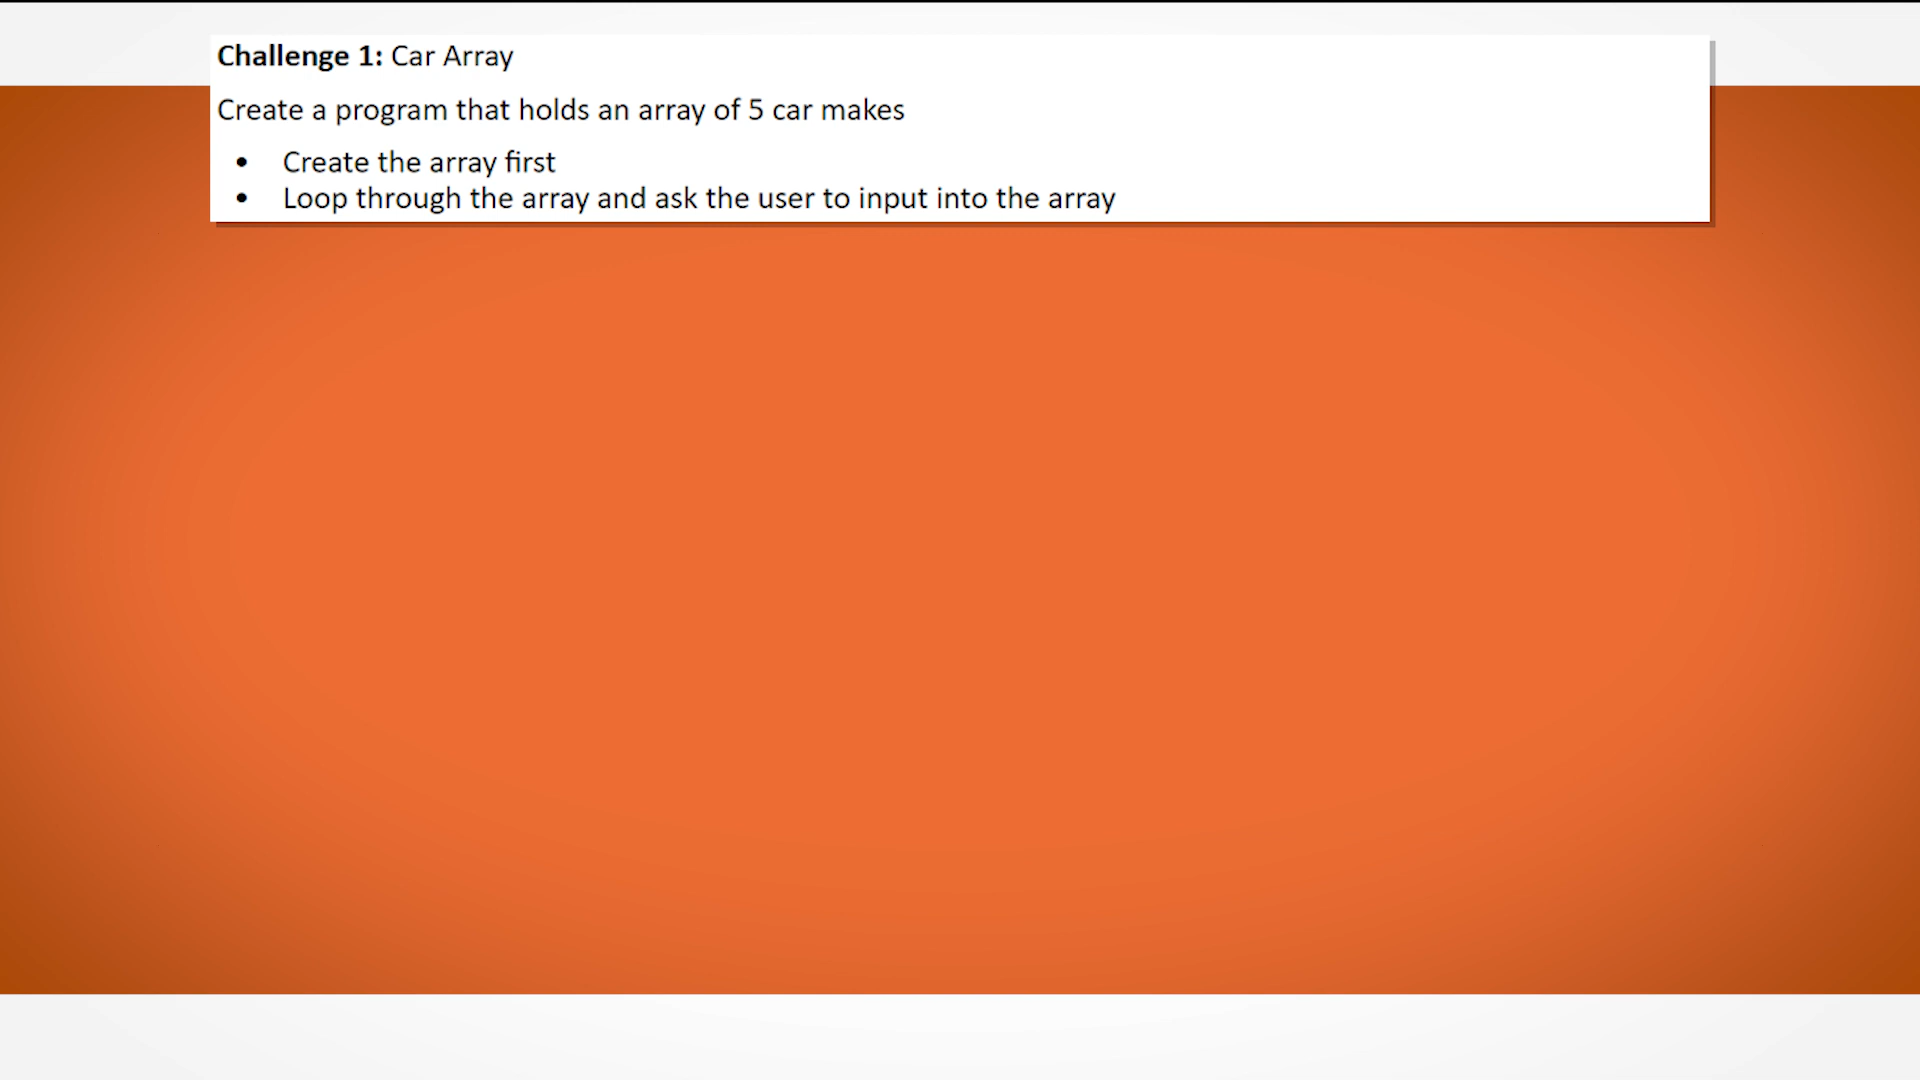 Challenge 1: Car Array
Create a program that holds an array of 5 car makes
• Create the array first
• Loop through the array and ask the user to input into the array